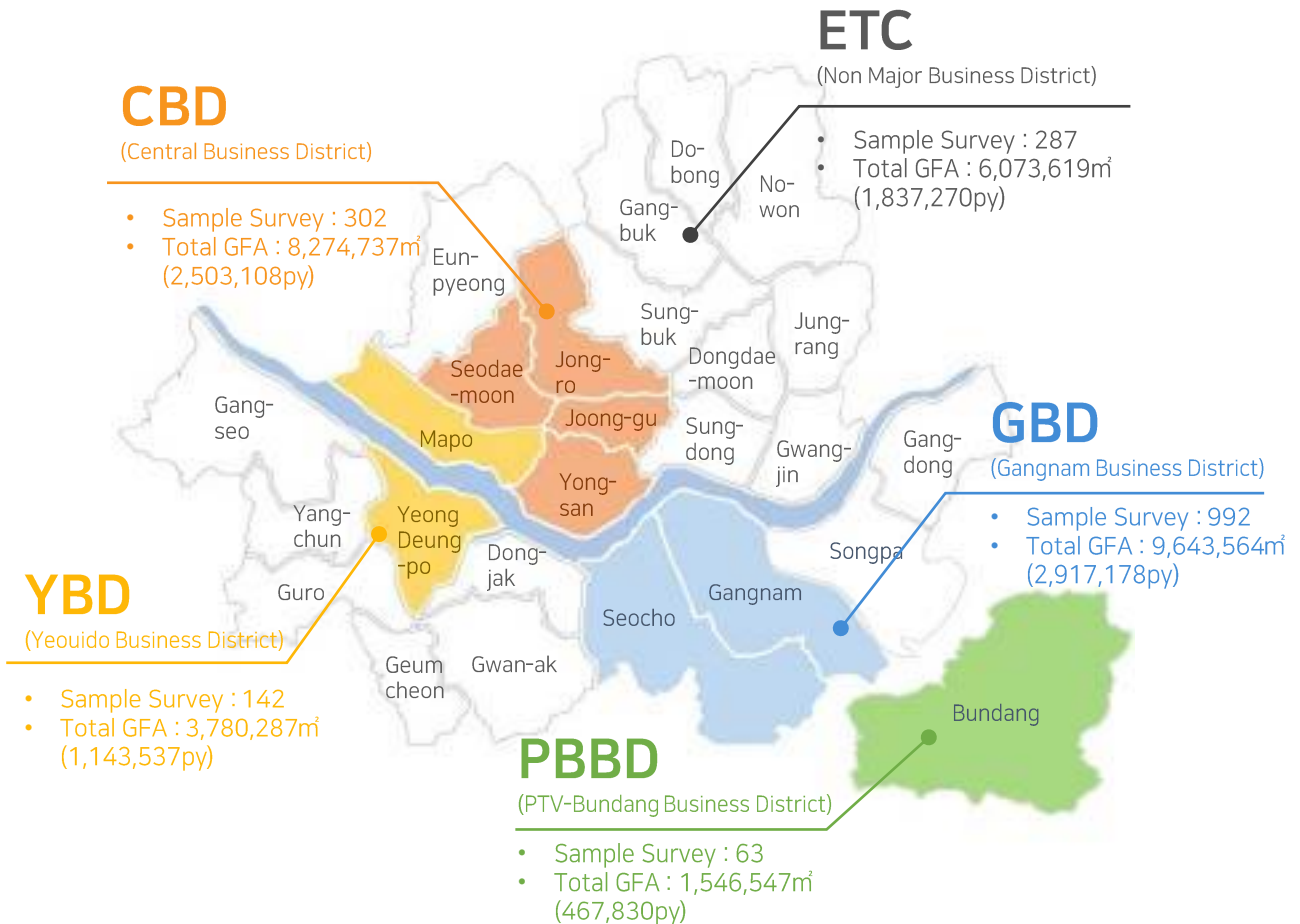 ETC
(Non Major Business District)
• Sample Survey : 287
• Total GFA : 6,073,619㎡
(1,837,270py)
CBD
(Central Business District)
• Sample Survey : 302
• Total GFA : 8,274,737㎡
(2,503,108py)
Do-
bong
No-
won
Gang-
buk
Eun-
pyeong
Sung-
buk
Jung-
rang
Dongdae
-moon
Seodae
-moon
Jong-
ro
Joong-gu
Gang-
seo
Mapo
Sung-
dong
Gwang-
jin
Gang-
dong
Yong-
san
GBD
(Gangnam Business District)
• Sample Survey : 992
• Total GFA : 9,643,564㎡
(2,917,178py)
Yang-
chun
Yeong
Deung
-po
Dong-
jak
Songpa
Guro
Gangnam
Seocho
YBD
(Yeouido Business District)
• Sample Survey : 142
• Total GFA : 3,780,287㎡
(1,143,537py)
Geum
cheon
Gwan-ak
Bundang
PBBD
(PTV-Bundang Business District)
• Sample Survey : 63
• Total GFA : 1,546,547㎡
(467,830py)